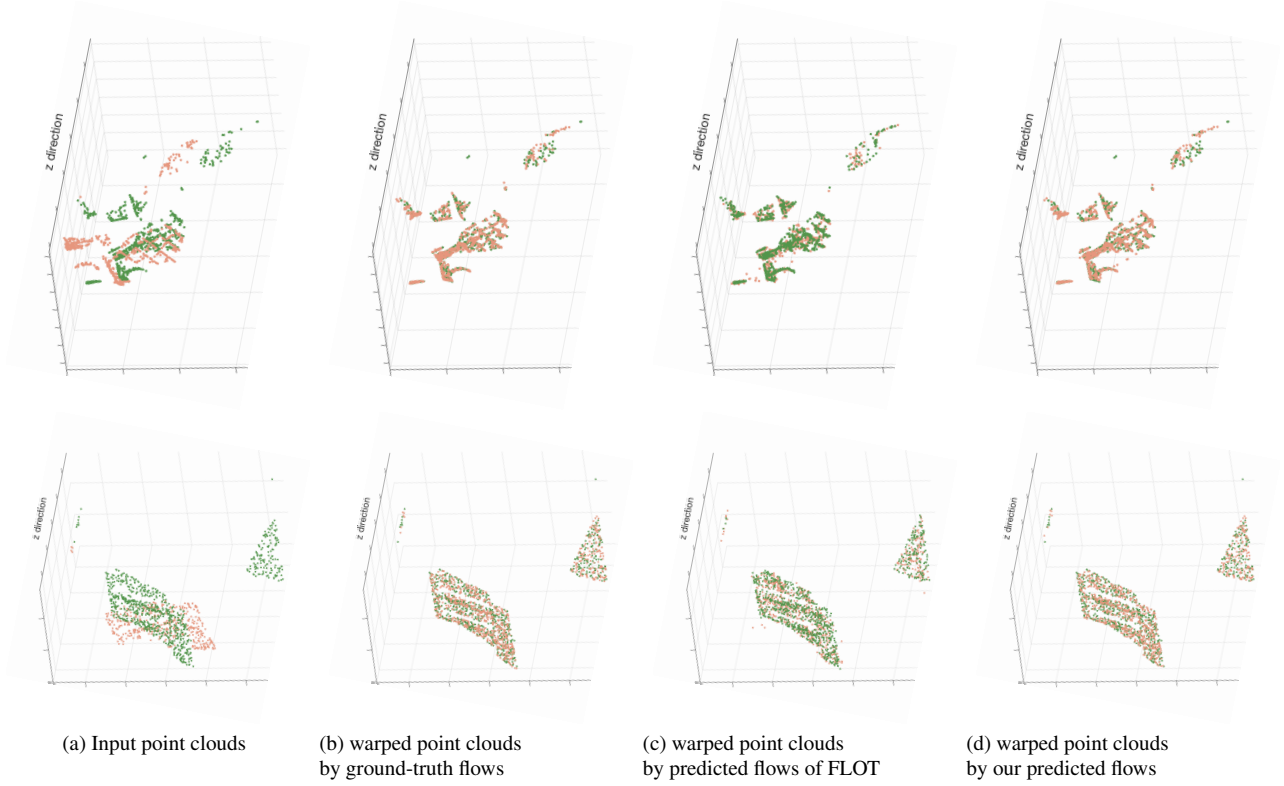 z direction
z direction
z direction
z direction
z direction
z direction
z direction
z direction
(a) Input point clouds
(b) warped point clouds
by ground-truth flows
(c) warped point clouds
by predicted flows of FLOT
(d) warped point clouds
by our predicted flows